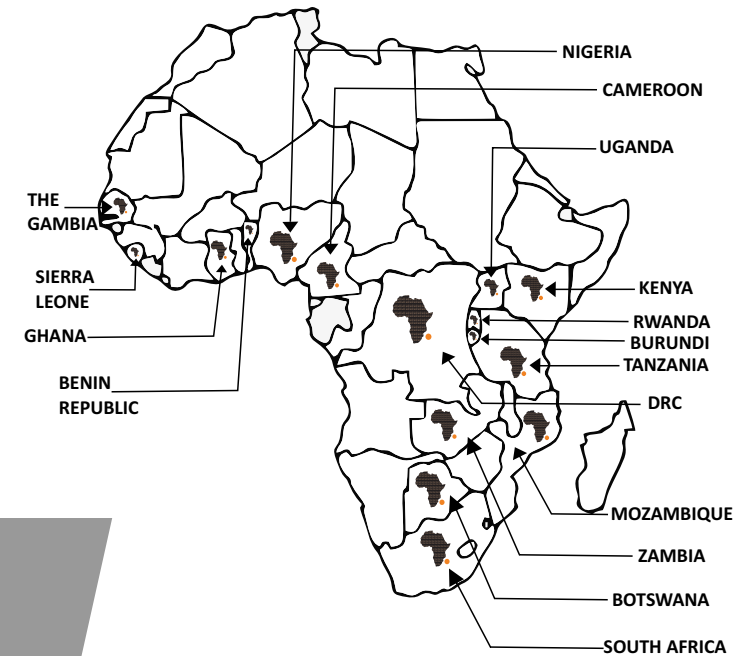 NIGERIA
CAMEROON
UGANDA
THE
GAMBIA
SIERRA
LEONE
GHANA
BENIN
REPUBLIC
KENYA
RWANDA
BURUNDI
TANZANIA
DRC
MOZAMBIQUE
ZAMBIA
BOTSWANA
SOUTH AFRICA